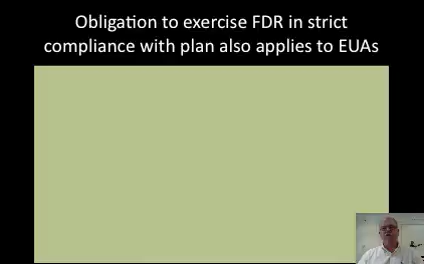 Obligation to exercise FDR in strict
compliance with plan also applies to EUAs